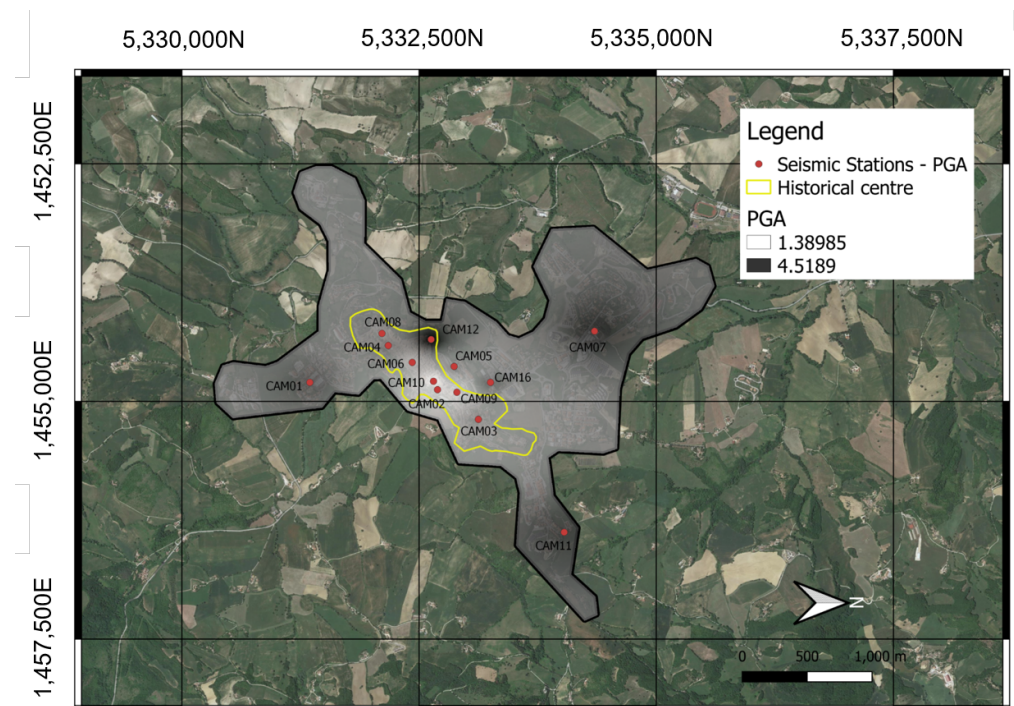 5,330,000N 5,332,500N 5,335,000N 5,337,500N
1,452,500E
1,455,000E
1,457,500E
Legend
Seismic Stations - PGA
Historical centre
PGA
1.38985
4.5189
CAM08
CAM12
CAM04
CAM07
CAM06
CAM05
CAM01
CAM10
CAM16
CAM02
CAM09
CAM03
CAM11
N
0 500 1,000 m